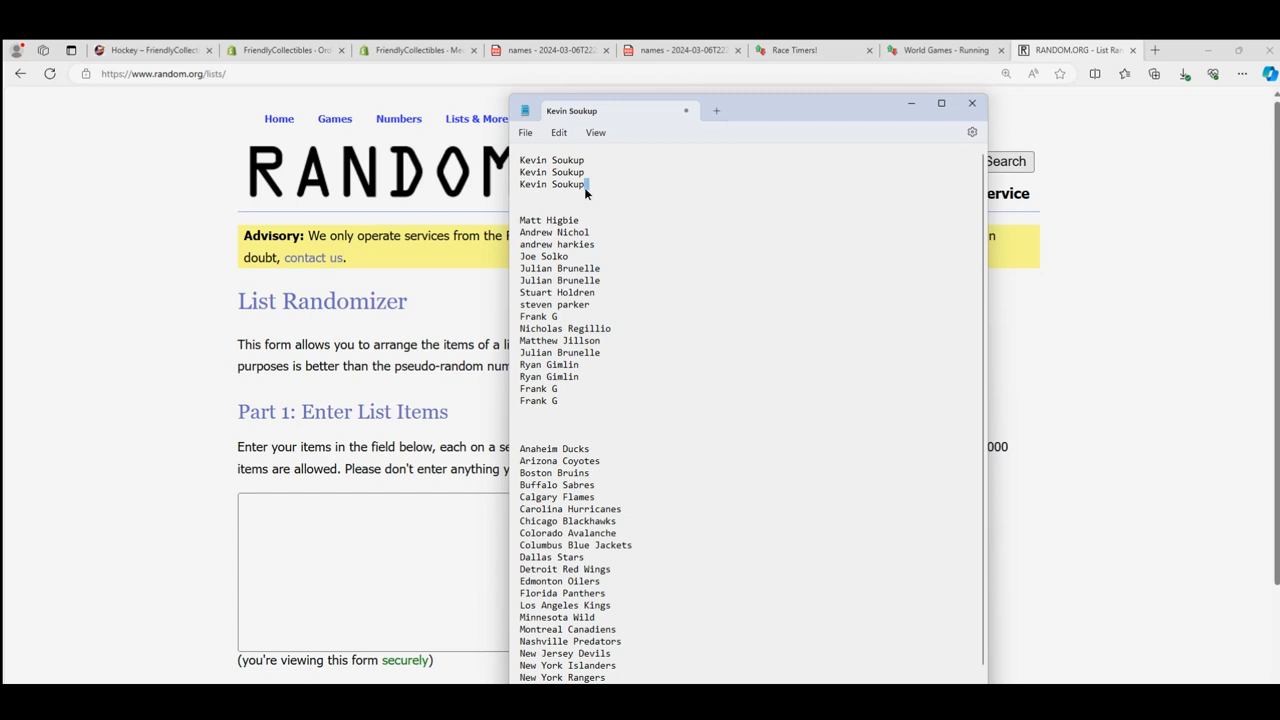 Hockey – FriendlyCollect
FriendlyCollectibles · Ord
FriendlyCollectibles · Me
names - 2024-03-06T222
names - 2024-03-06T22
Race Timers!
World Games - Running
RANDOM.ORG - List Ran
https://www.random.org/lists/
Home Games Numbers Lists & More
RANDOM
Search
Advisory: We only operate services from the
doubt, contact us.
List Randomizer
This form allows you to arrange the items of a li
purposes is better than the pseudo-random num
Part 1: Enter List Items
Enter your items in the field below, each on a se
000
items are allowed. Please don't enter anything y
(you're viewing this form securely)
Kevin Soukup
File Edit View
Kevin Soukup
Kevin Soukup
Kevin Soukup
Matt Higbie
Andrew Nichol
andrew harkies
Joe Solko
Julian Brunelle
Julian Brunelle
Stuart Holdren
steven parker
Frank G
Nicholas Regillio
Matthew Jillson
Julian Brunelle
Ryan Gimlin
Ryan Gimlin
Frank G
Frank G
Anaheim Ducks
Arizona Coyotes
Boston Bruins
Buffalo Sabres
Calgary Flames
Carolina Hurricanes
Chicago Blackhawks
Colorado Avalanche
Columbus Blue Jackets
Dallas Stars
Detroit Red Wings
Edmonton Oilers
Florida Panthers
Los Angeles Kings
Minnesota Wild
Montreal Canadiens
Nashville Predators
New Jersey Devils
New York Islanders
New York Rangers